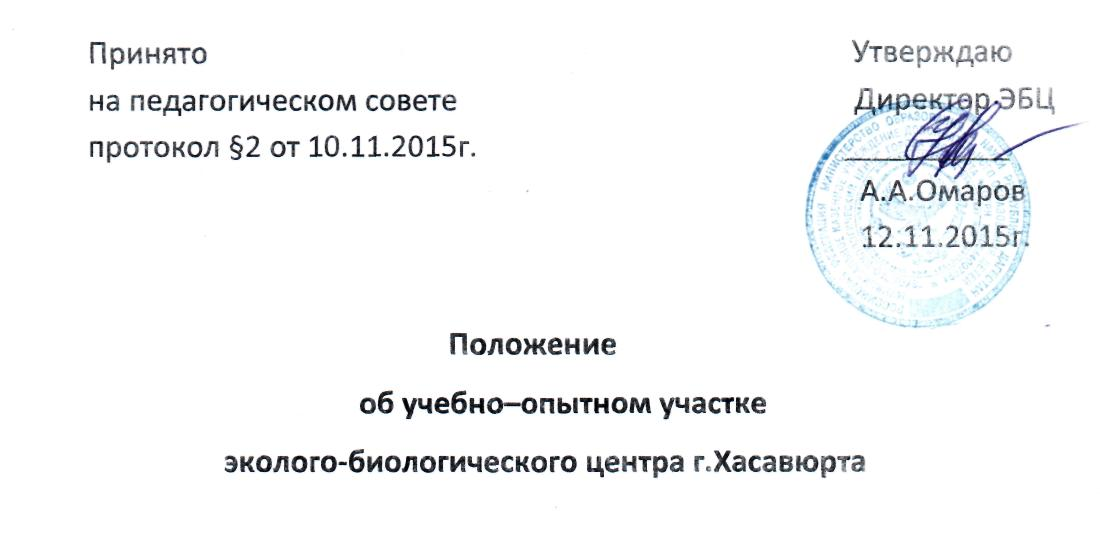 Принято
на педагогическом совете
протокол §2 от 10.11.2015г.
Утверждаю
Директор ЭБЦ
А.А.Омаров
12.11.2015г.
Положение
об учебно–опытном участке
эколого-биологического центра г.Хасавюрта